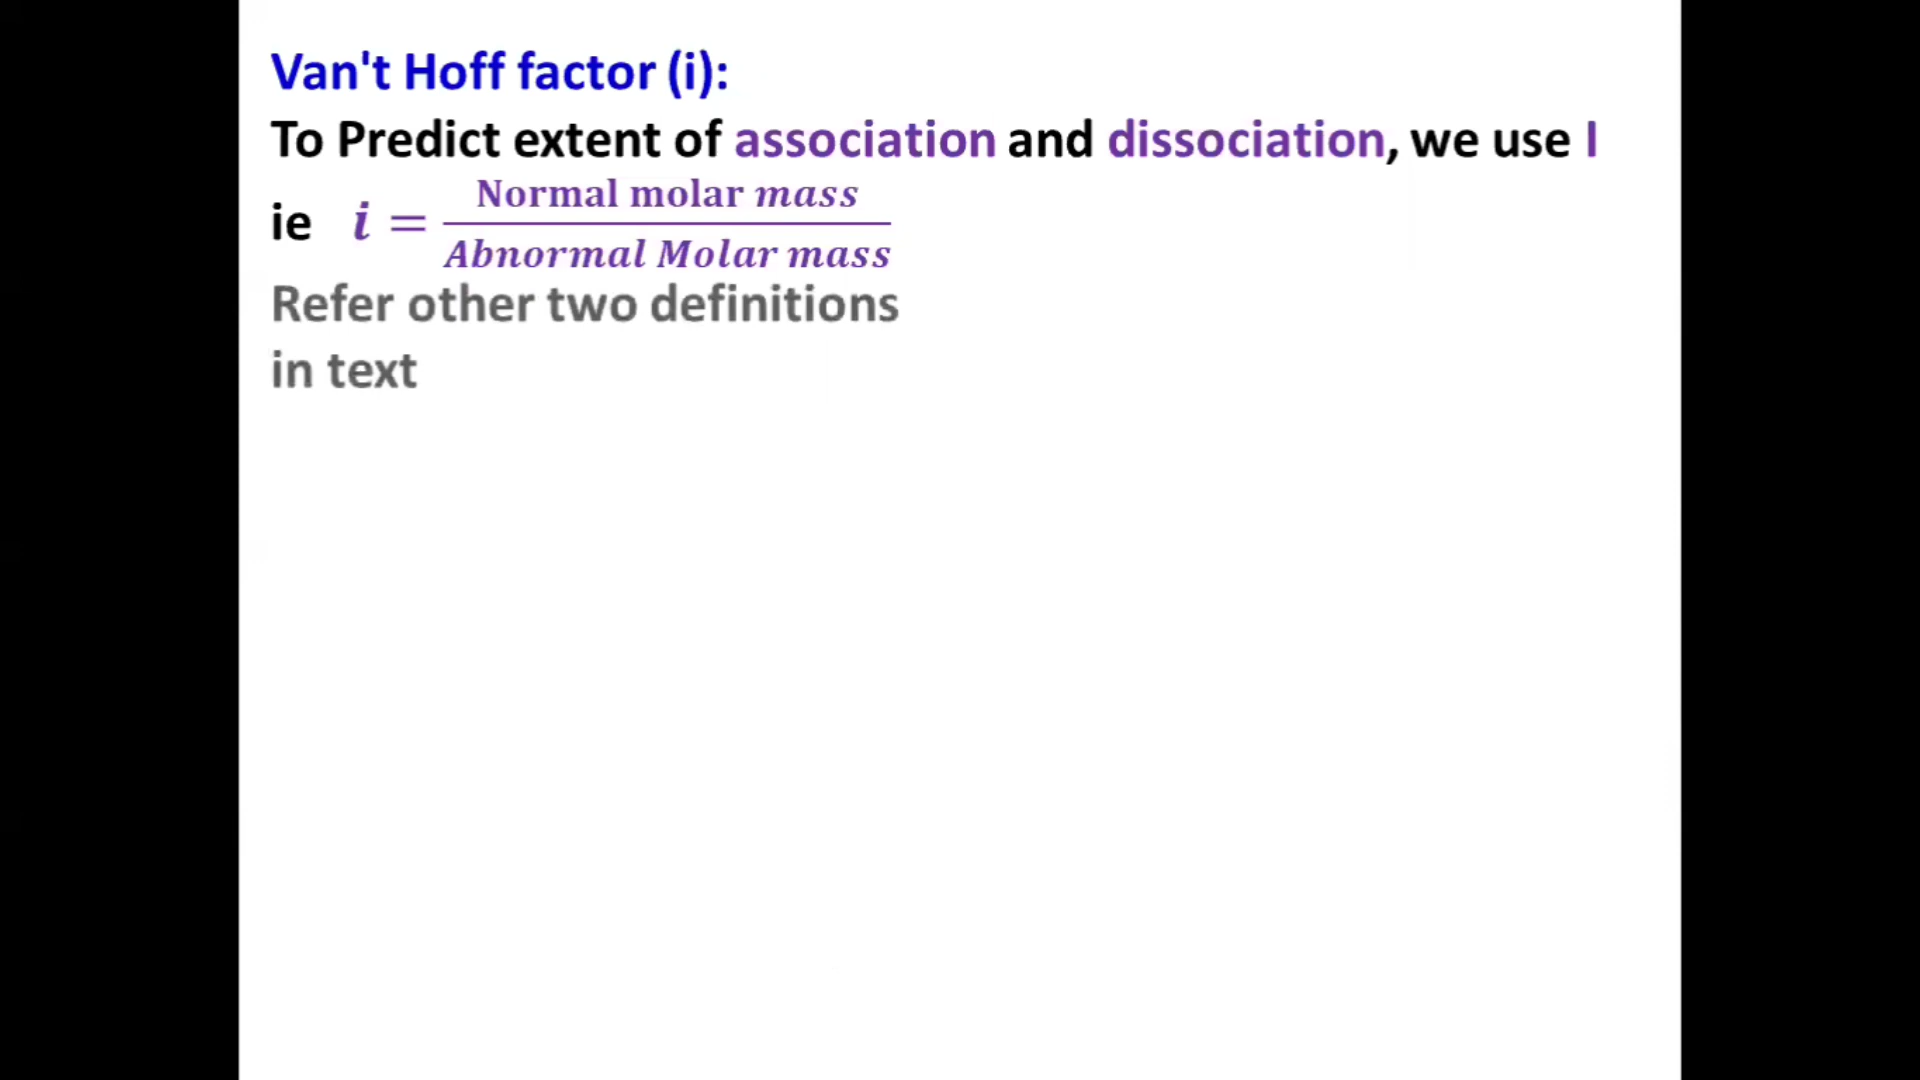 Van't Hoff factor (i):
To Predict extent of association and dissociation, we use I
ie i = Normal molar mass / Abnormal Molar mass
Refer other two definitions
in text